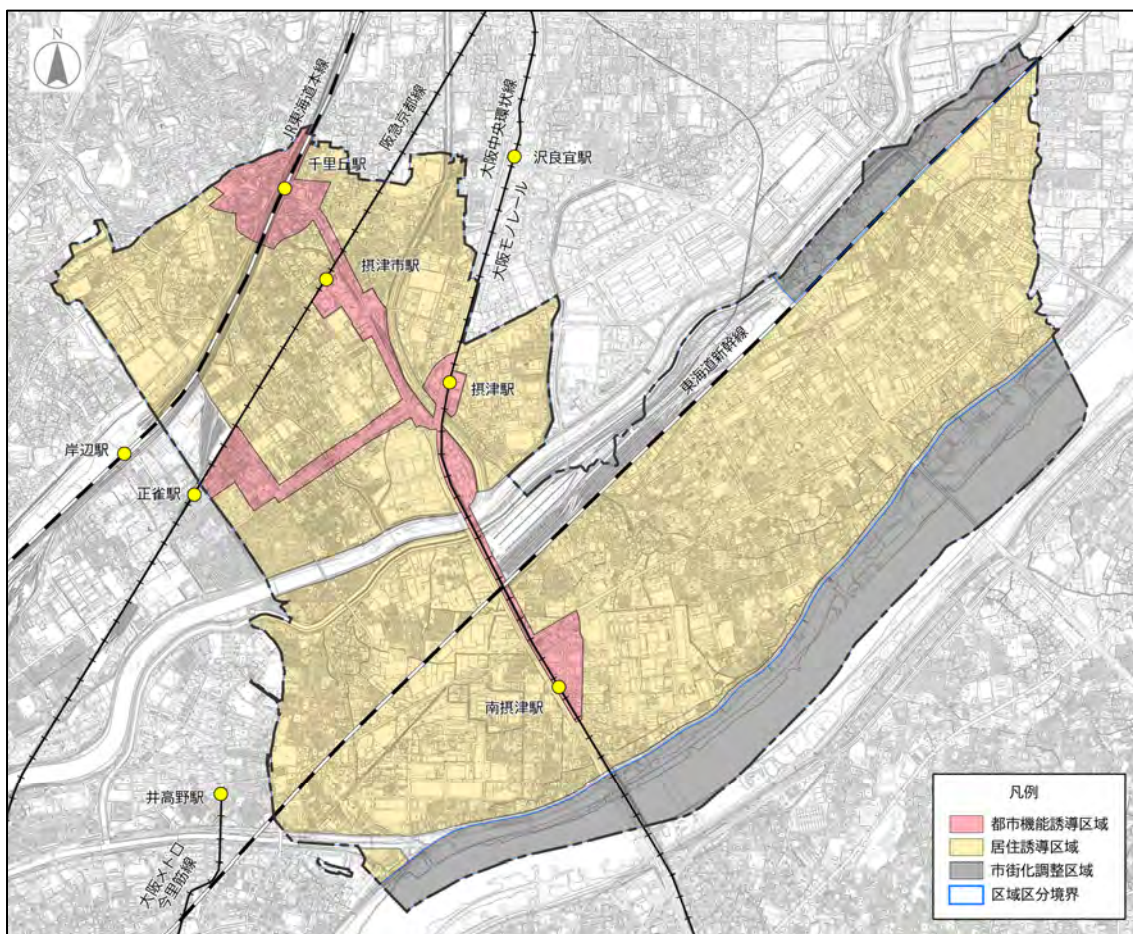 N
JR東海道本線
阪急京都線
大阪中央環状線
大阪モノレール
千里丘駅
沢良宜駅
摂津市駅
摂津駅
東海道新幹線
岸辺駅
正雀駅
南摂津駅
井高野駅
大阪メトロ
今里筋線
凡例
都市機能誘導区域
居住誘導区域
市街化調整区域
区域区分境界